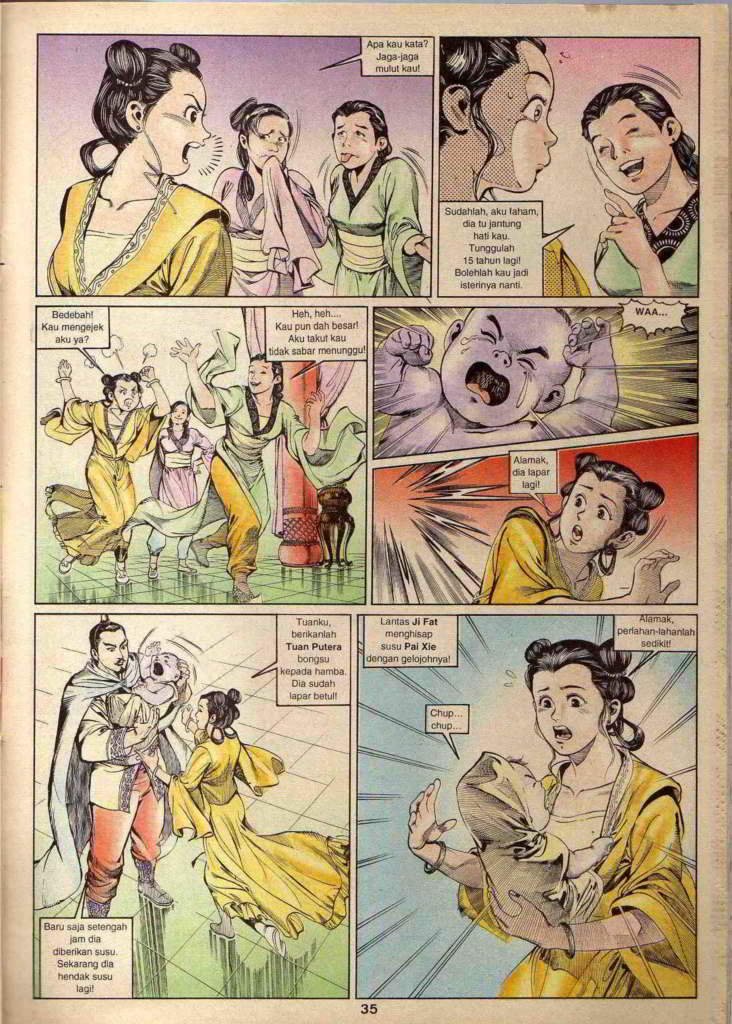 Apa kau kata?
Jaga-jaga
mulut kau!
Sudahlah, aku faham,
dia tu jantung
hati kau.
Tunggulah
15 tahun lagi!
Bolehlah kau jadi
isterinya nanti.
Bedebah!
Kau mengejek
aku ya?
Heh, heh....
Kau pun dah besar!
Aku takut kau
tidak sabar menunggu!
WAA...
Alamak,
dia lapar
lagi!
Tuanku,
berikanlah
Tuan Putera
bongsu
kepada hamba.
Dia sudah
lapar betul!
Baru saja setengah
jam dia
diberikan susu.
Sekarang dia
hendak susu
lagi!
Lantas Ji Fat
menghisap
susu Pai Xie
dengan gelojohnya!
Alamak,
perlahan-lahanlah
sedikit!
Chup...
chup...
35